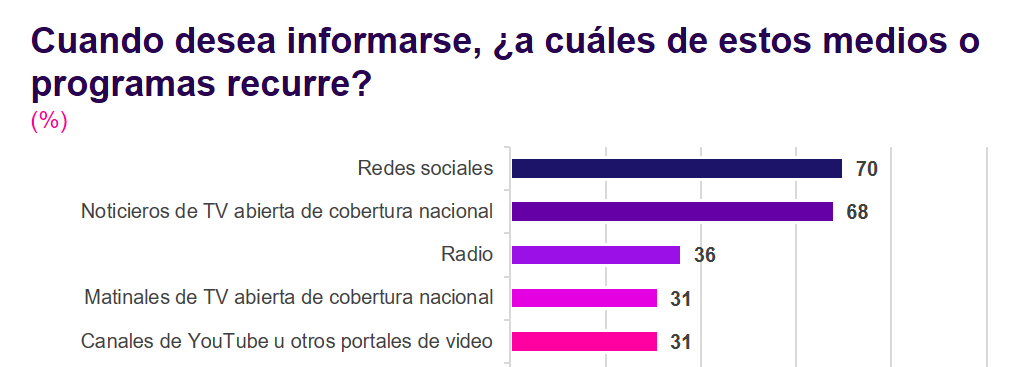 Cuando desea informarse, ¿a cuáles de estos medios o
programas recurre?
(%)
Redes sociales 70
Noticieros de TV abierta de cobertura nacional 68
Radio 36
Matinales de TV abierta de cobertura nacional 31
Canales de YouTube u otros portales de video 31